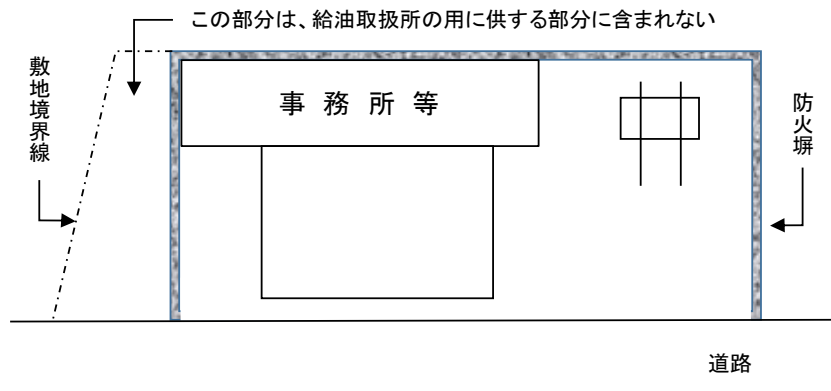 この部分は、給油取扱所の用に供する部分に含まれない
敷地境界線
事務所等
防火塀
道路